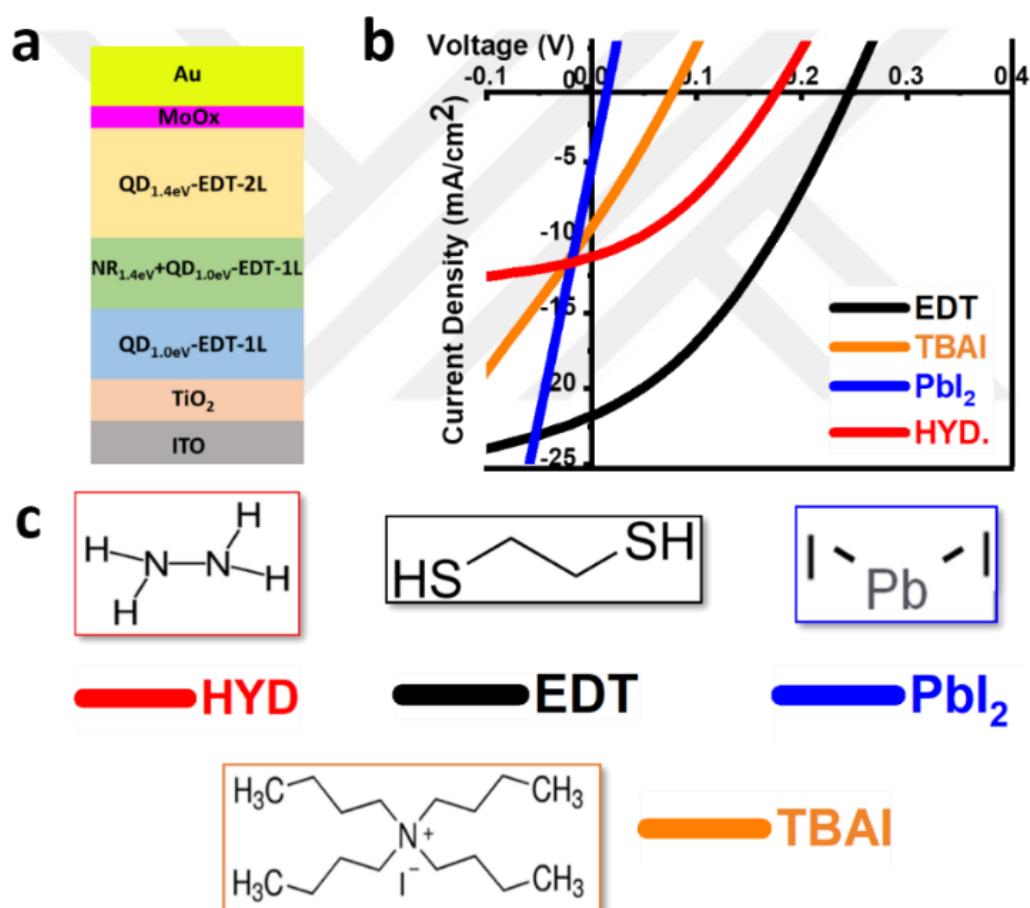 a
Au
MoOx
QD1.4eV-EDT-2L
NR1.4eV+QD1.0eV-EDT-1L
QD1.0eV-EDT-1L
TiO2
ITO
b
Voltage (V)
-0.1 0.0 0.1 0.2 0.3 0.4
0
-5
-10
-15
-20
-25
Current Density (mA/cm2)
EDT
TBAI
PbI2
HYD.
c
H H
N N H
H
HS SH
I Pb I
HYD
EDT
PbI2
H3C CH3
N+
I−
H3C CH3
TBAI